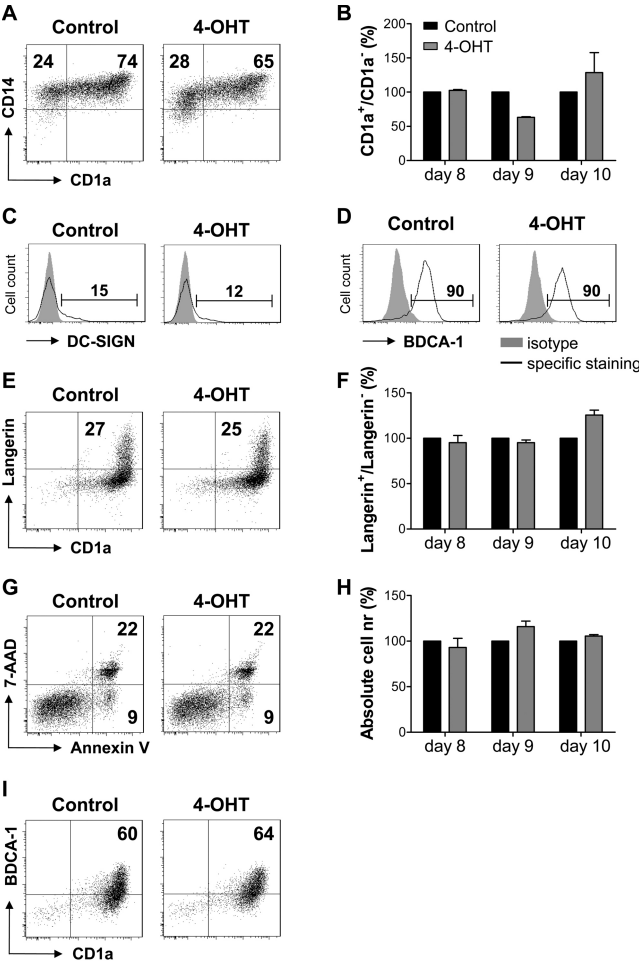 A
Control
4-OHT
24
74
28
65
CD14
CD1a
B
Control
4-OHT
CD1a+/CD1a- (%)
200
150
100
50
0
day 8
day 9
day 10
C
Control
4-OHT
Cell count
15
12
DC-SIGN
D
Control
4-OHT
Cell count
90
90
BDCA-1
isotype
specific staining
E
Control
4-OHT
Langerin
27
25
CD1a
F
Langerin+/Langerin- (%)
150
100
50
0
day 8
day 9
day 10
G
Control
4-OHT
7-AAD
22
9
22
9
Annexin V
H
Absolute cell nr (%)
150
100
50
0
day 8
day 9
day 10
I
Control
4-OHT
BDCA-1
60
64
CD1a